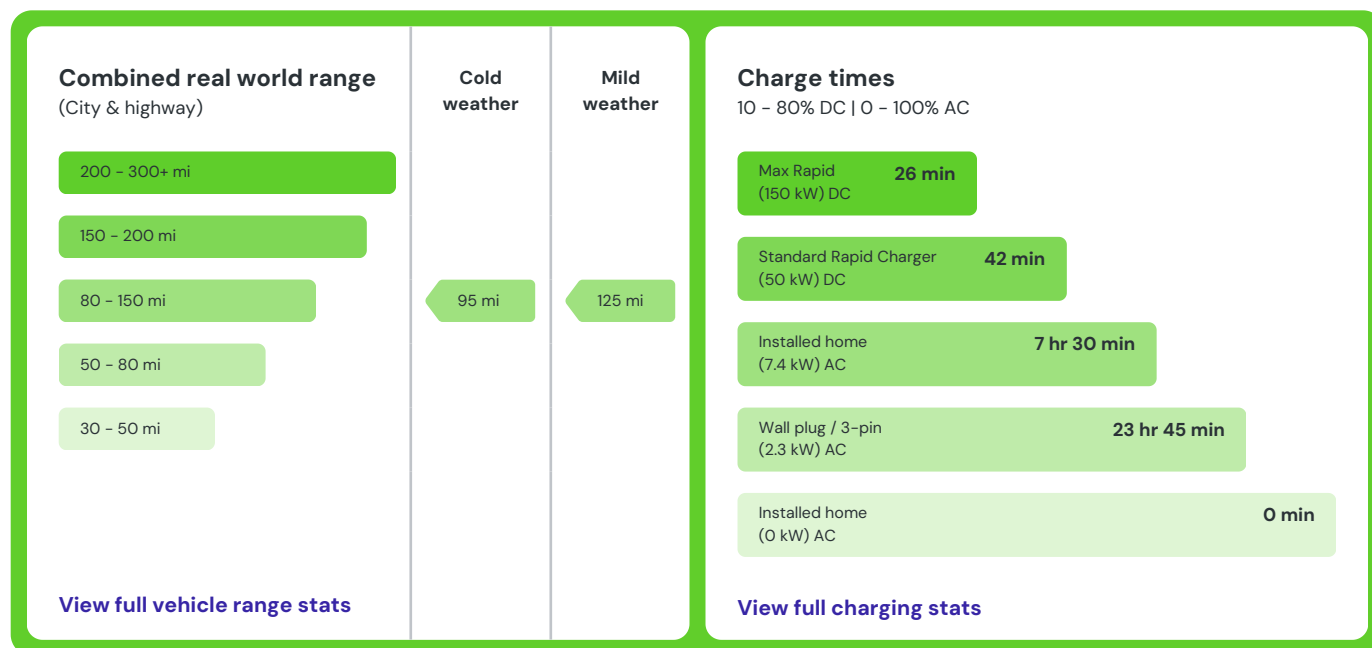 Combined real world range
(City & highway)
Cold
weather
Mild
weather
200 - 300+ mi
150 - 200 mi
80 - 150 mi
95 mi
125 mi
50 - 80 mi
30 - 50 mi
View full vehicle range stats
Charge times
10 - 80% DC | 0 - 100% AC
Max Rapid
(150 kW) DC
26 min
Standard Rapid Charger
(50 kW) DC
42 min
Installed home
(7.4 kW) AC
7 hr 30 min
Wall plug / 3-pin
(2.3 kW) AC
23 hr 45 min
Installed home
(0 kW) AC
0 min
View full charging stats